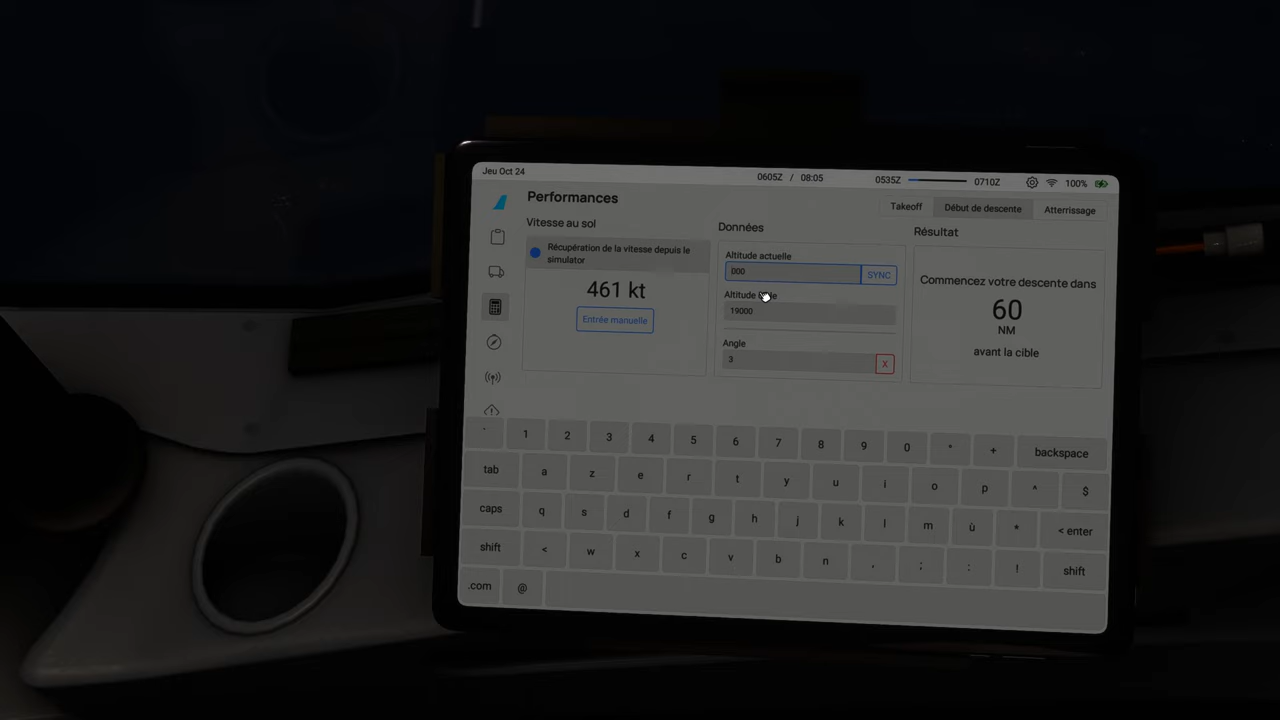 Jeu Oct 24
0605Z / 08:05
0535Z
0710Z
100%
Performances
Takeoff
Début de descente
Atterrissage
Vitesse au sol
Récupération de la vitesse depuis le
simulator
461 kt
Entrée manuelle
Données
Altitude actuelle
000
SYNC
Altitude
19000
Angle
3
X
Résultat
Commencez votre descente dans
60
NM
avant la cible
1 2 3 4 5 6 7 8 9 0 ° + backspace
tab a z e r t y u i o p ^ $
caps q s d f g h j k l m ù * < enter
shift < w x c v b n , ; : ! shift
.com @